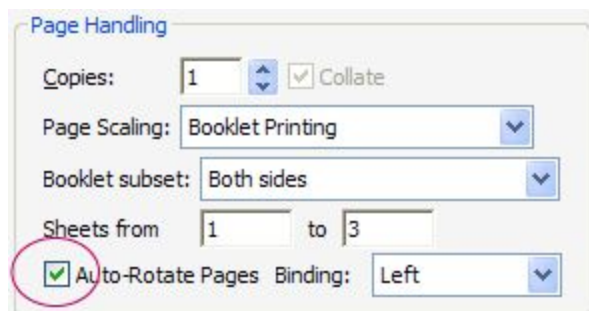 Page Handling
Copies: 1 Collate
Page Scaling: Booklet Printing
Booklet subset: Both sides
Sheets from 1 to 3
Auto-Rotate Pages Binding: Left